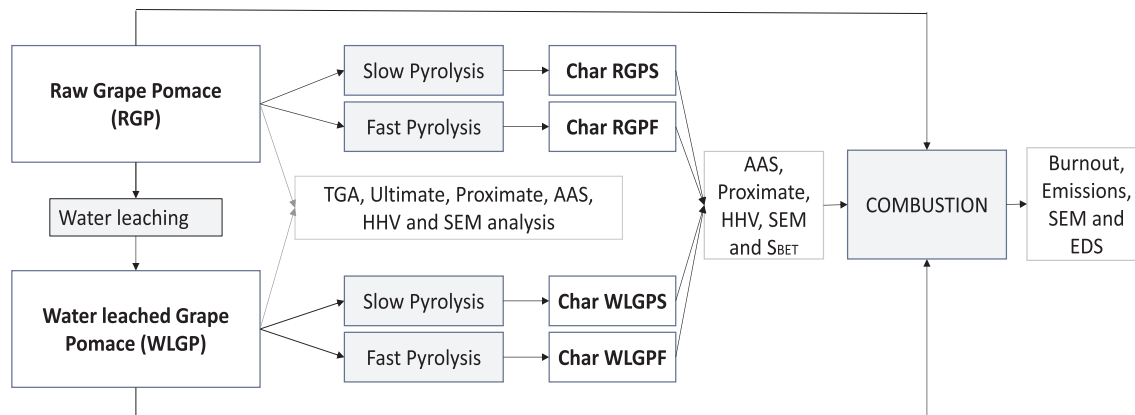 Raw Grape Pomace
(RGP)
Slow Pyrolysis
Char RGPS
Fast Pyrolysis
Char RGPF
TGA, Ultimate, Proximate, AAS,
HHV and SEM analysis
Water leaching
AAS,
Proximate,
HHV, SEM
and SBET
COMBUSTION
Burnout,
Emissions,
SEM and
EDS
Water leached Grape
Pomace (WLGP)
Slow Pyrolysis
Char WLGPS
Fast Pyrolysis
Char WLGPF